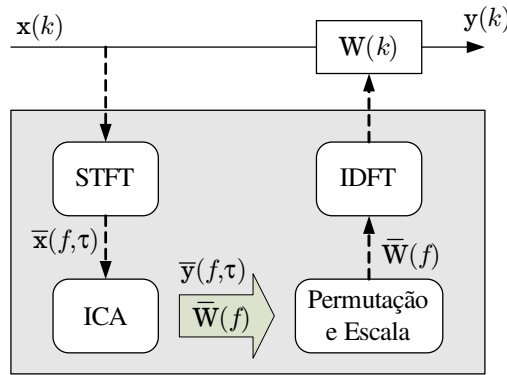 x(k)
W(k)
y(k)
STFT
IDFT
x̅(f,τ)
W̅(f)
y̅(f,τ)
W̅(f)
ICA
Permutação
e Escala